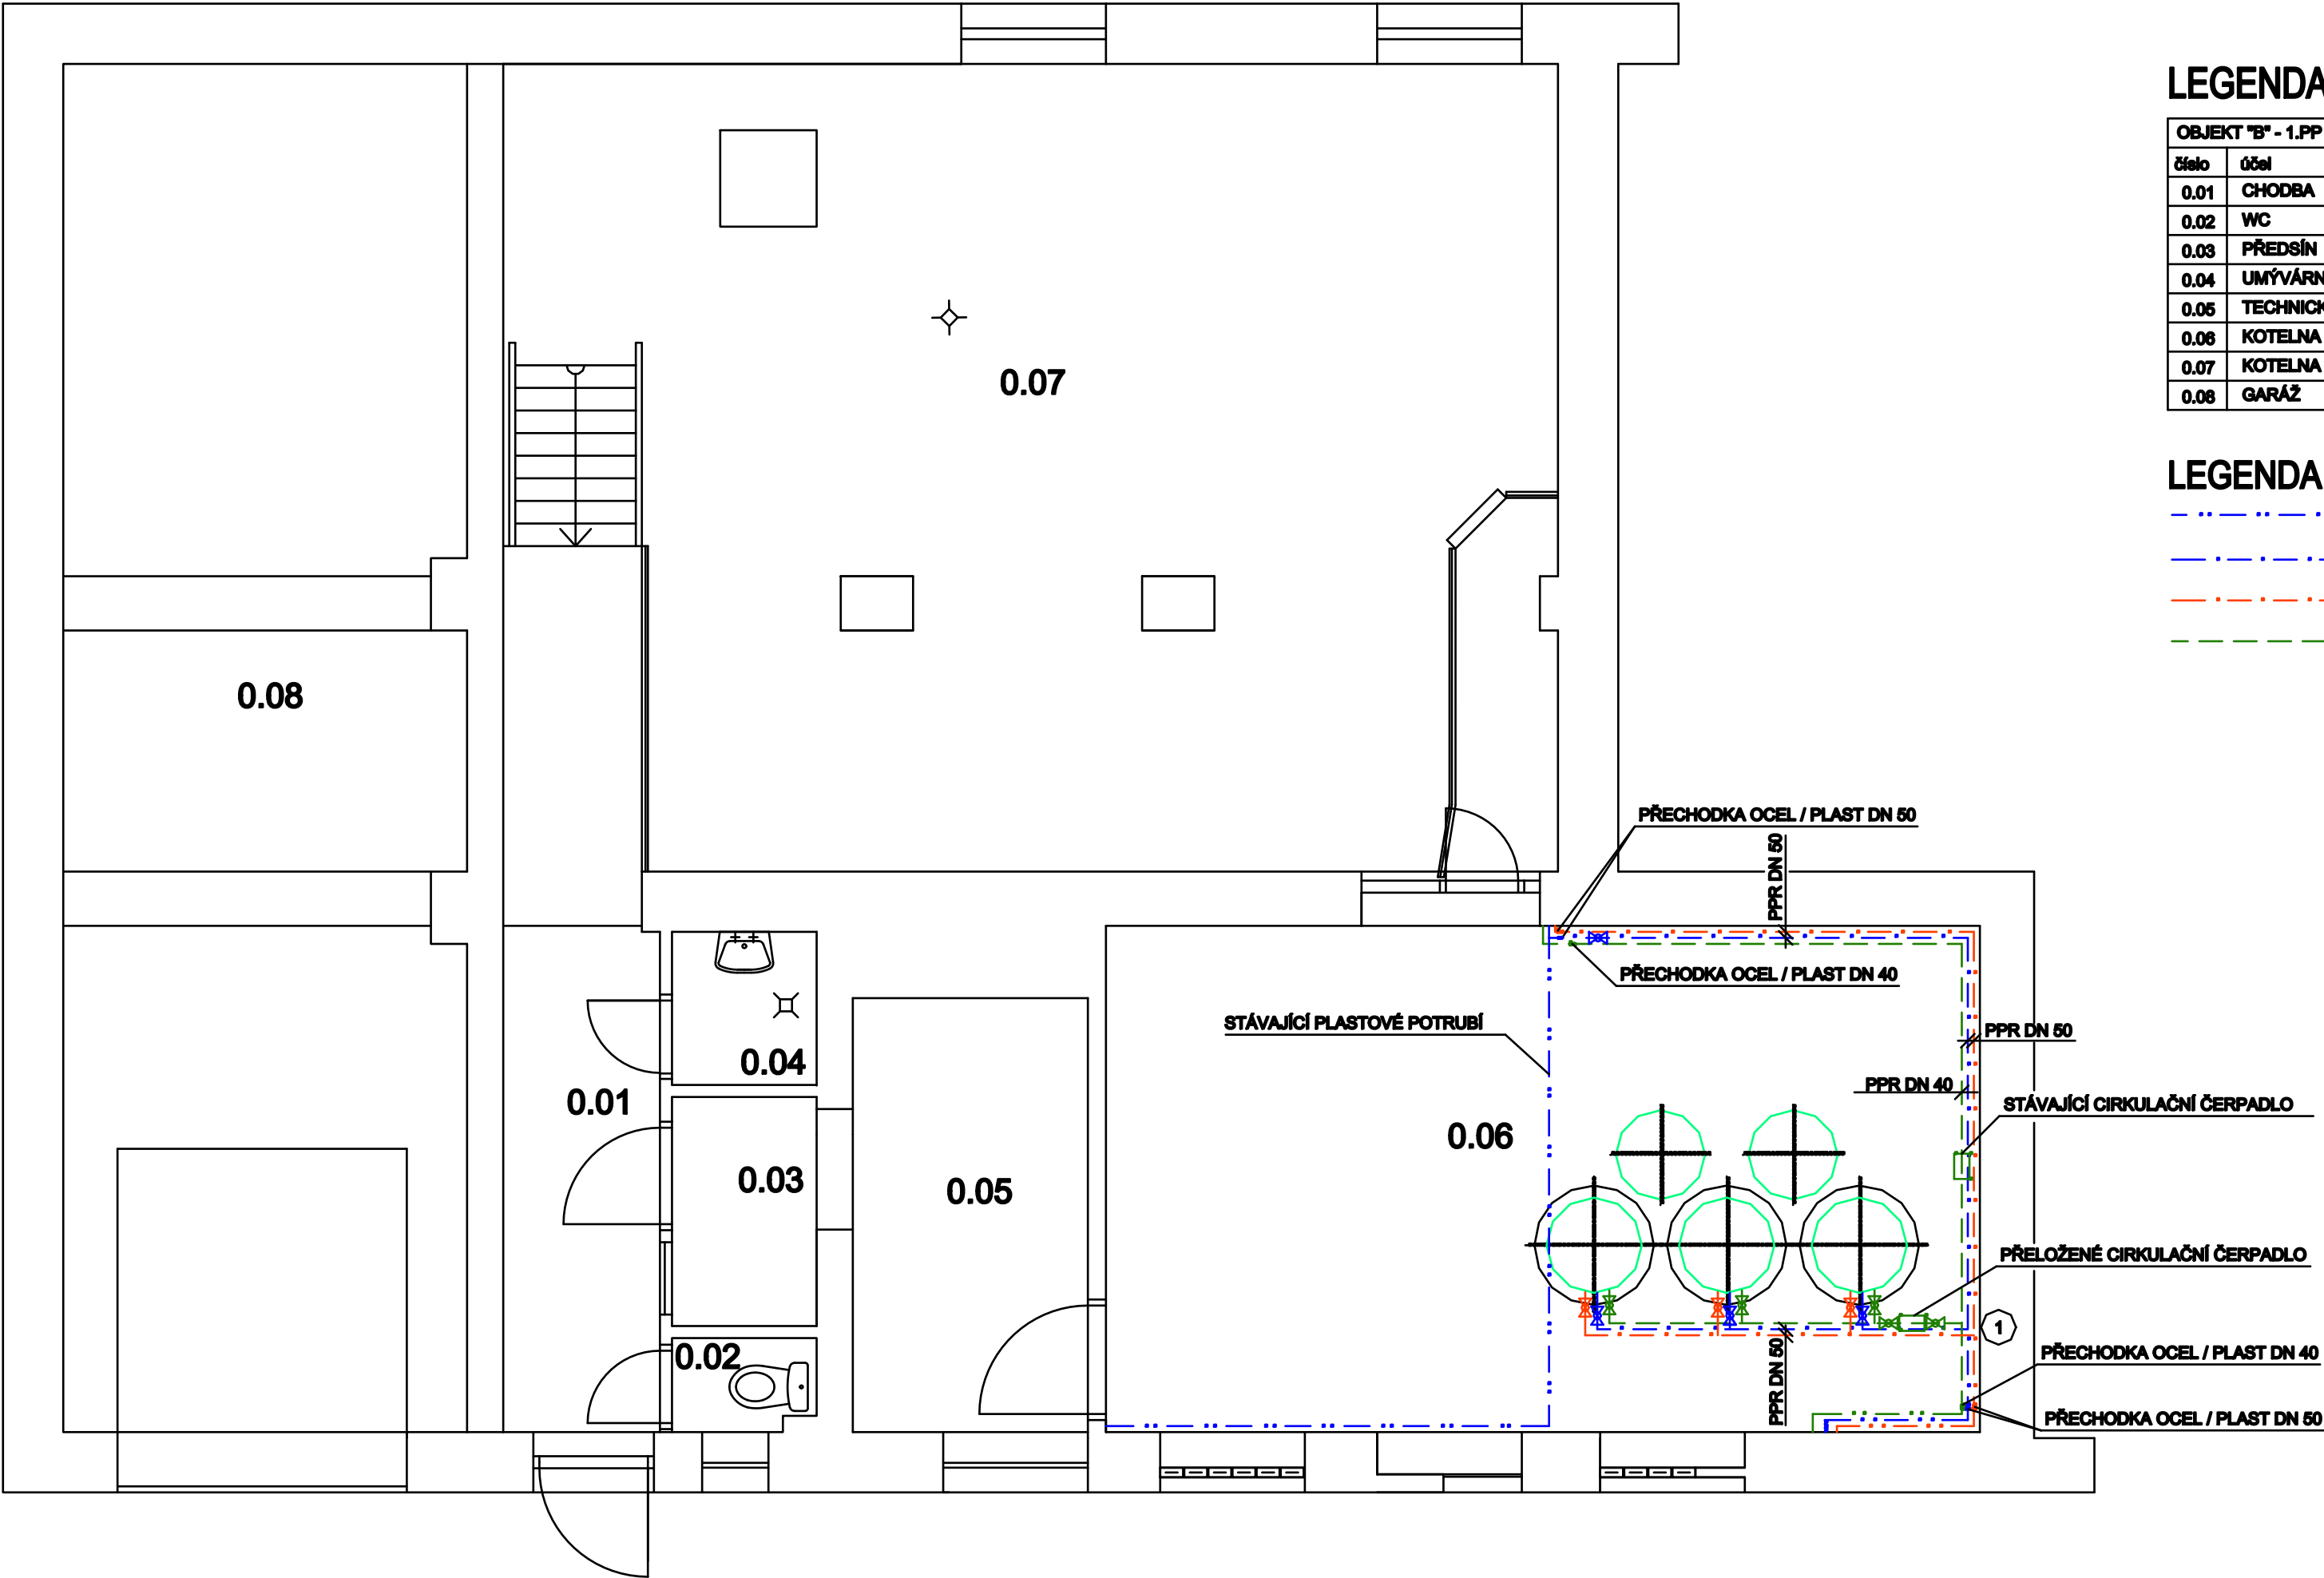 LEGENDA
OBJEKT "B" - 1.PP
číslo účel
0.01 CHODBA
0.02 WC
0.03 PŘEDSÍN
0.04
0.05
0.06 KOTELNA
0.07 KOTELNA
0.08 GARÁŽ
LEGENDA
0.07
0.08
PŘECHODKA OCEL / PLAST DN 50
PPR DN 50
PŘECHODKA OCEL / PLAST DN 40
STÁVAJÍCÍ PLASTOVÉ POTRUBÍ
PPR DN 50
PPR DN 40
STÁVAJÍCÍ CIRKULAČNÍ ČERPADLO
0.04
0.01
0.06
0.03
0.05
PŘELOŽENÉ CIRKULAČNÍ ČERPADLO
1
0.02
PPR DN 50
PŘECHODKA OCEL / PLAST DN 40
PŘECHODKA OCEL / PLAST DN 50